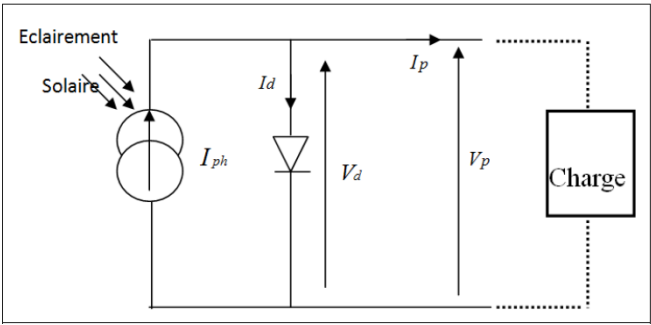 Eclairement
Solaire
Id
Ip
Iph
Vd
Vp
Charge